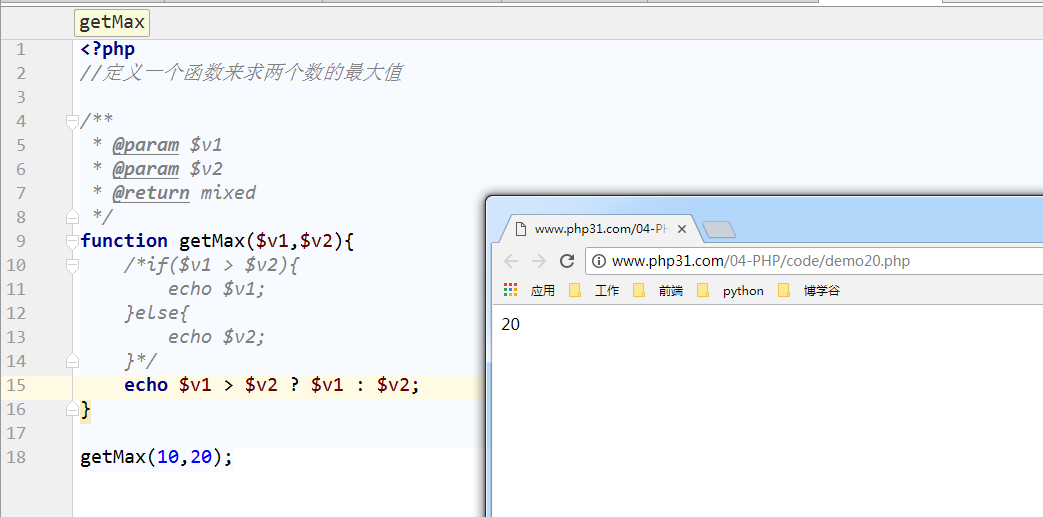 getMax
1 <?php
2 //定义一个函数来求两个数的最大值
3
4 /**
5 * @param $v1
6 * @param $v2
7 * @return mixed
8 */
9 function getMax($v1,$v2){
10 /*if($v1 > $v2){
11 echo $v1;
12 }else{
13 echo $v2;
14 }*/
15 echo $v1 > $v2 ? $v1 : $v2;
16 }
17
18 getMax(10,20);
www.php31.com/04-PH
www.php31.com/04-PHP/code/demo20.php
应用 工作 前端 python 博学谷
20